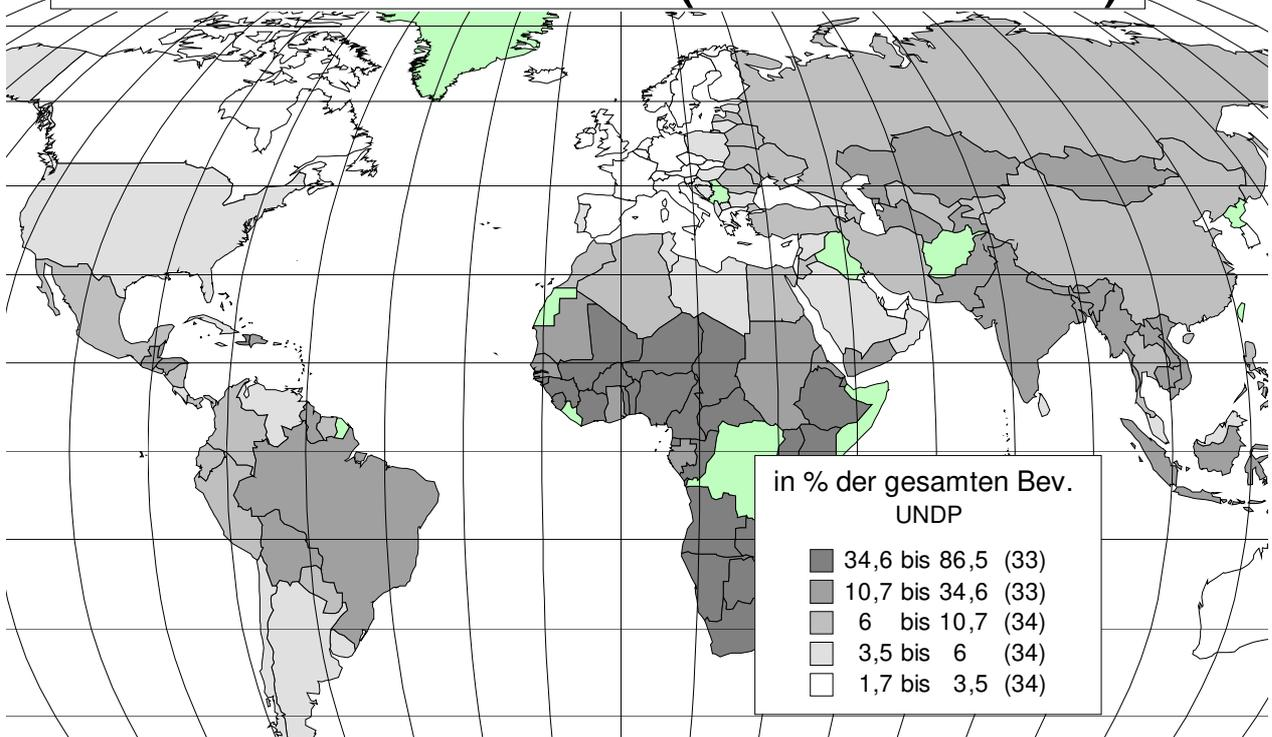 in % der gesamten Bev.
UNDP
34,6 bis 86,5 (33)
10,7 bis 34,6 (33)
6 bis 10,7 (34)
3,5 bis 6 (34)
1,7 bis 3,5 (34)